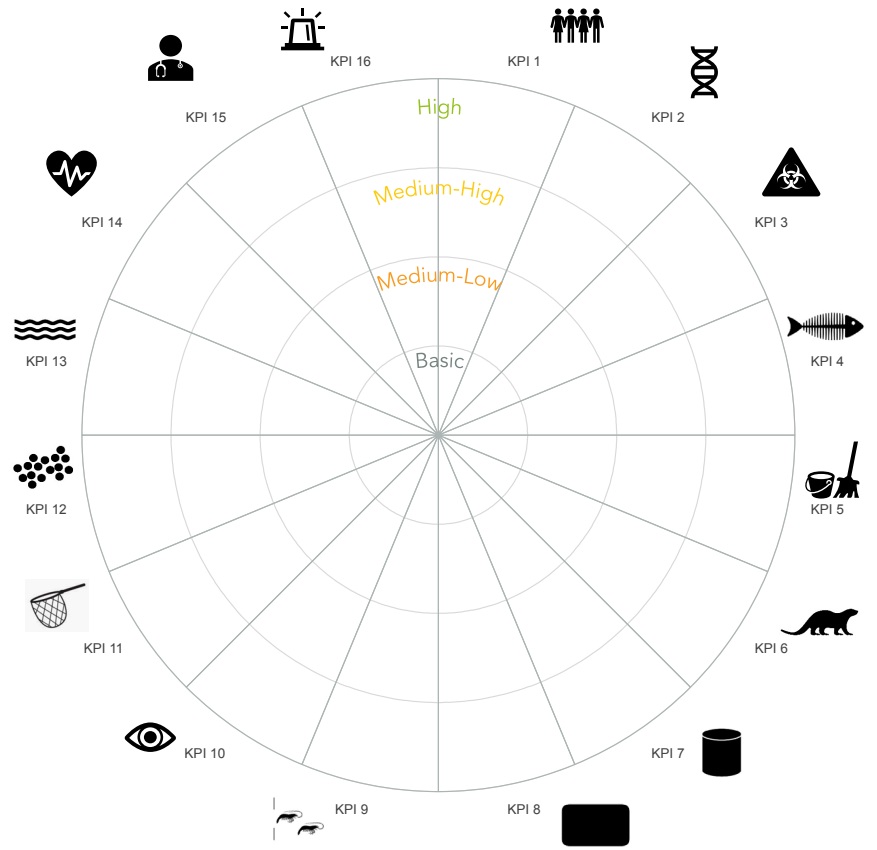 KPI 16
KPI 1
KPI 15
KPI 2
High
Medium-High
KPI 14
KPI 3
Medium-Low
KPI 13
Basic
KPI 4
KPI 12
KPI 5
KPI 11
KPI 6
KPI 10
KPI 7
KPI 9
KPI 8